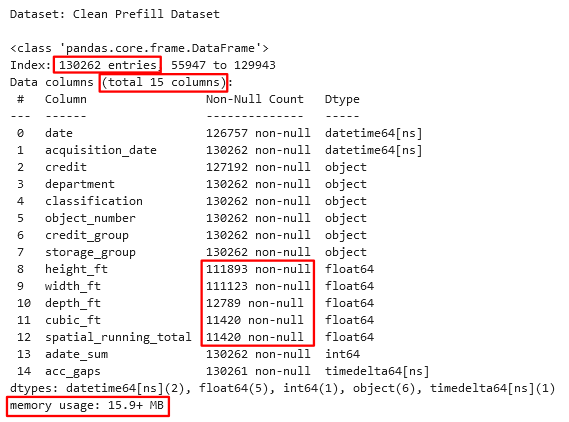 Dataset: Clean Prefill Dataset
<class 'pandas.core.frame.DataFrame'>
Index: 130262 entries, 55947 to 129943
Data columns (total 15 columns):
 #   Column                 Non-Null Count   Dtype
---  ------                 --------------   -----
 0   date                   126757 non-null  datetime64[ns]
 1   acquisition_date       130262 non-null  datetime64[ns]
 2   credit                 127192 non-null  object
 3   department             130262 non-null  object
 4   classification         130262 non-null  object
 5   object_number          130262 non-null  object
 6   credit_group           130262 non-null  object
 7   storage_group          130262 non-null  object
 8   height_ft              111893 non-null  float64
 9   width_ft               111123 non-null  float64
 10  depth_ft               12789 non-null   float64
 11  cubic_ft               11420 non-null   float64
 12  spatial_running_total  11420 non-null   float64
 13  adate_sum              130262 non-null  int64
 14  acc_gaps               130261 non-null  timedelta64[ns]
dtypes: datetime64[ns](2), float64(5), int64(1), object(6), timedelta64[ns](1)
memory usage: 15.9+ MB